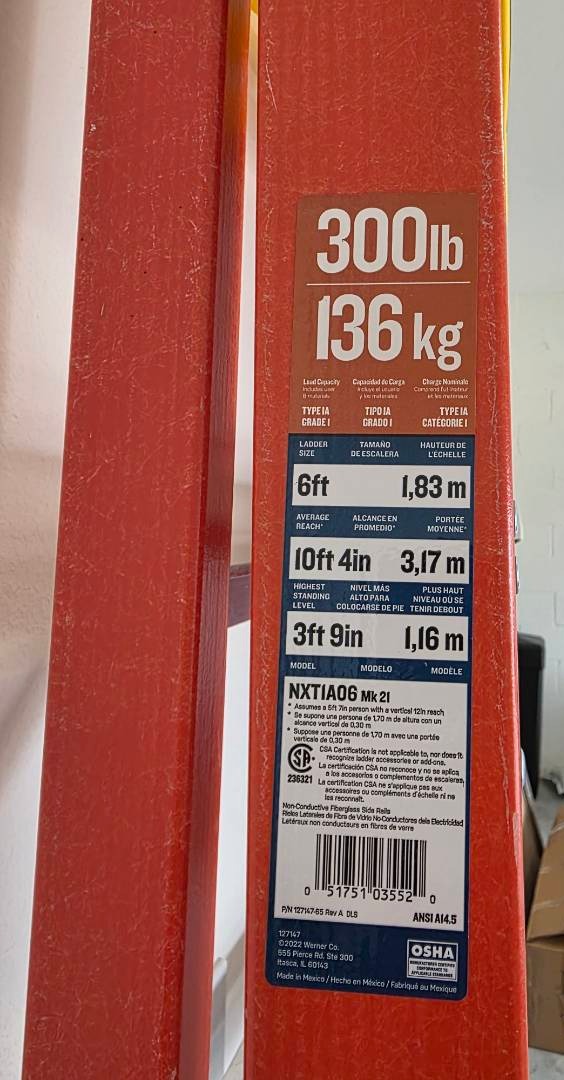 300lb
136 kg
Load Capacity Capacidad de Carga Charge Nominale
Includes user Incluye el usuario Comprend l'utilisateur
& materials y los materiales et les matériaux
TYPE IA TIPO IA TYPE IA
GRADE I GRADO I CATÉGORIE I
LADDER TAMAÑO HAUTEUR DE
SIZE DE ESCALERA L'ÉCHELLE
6ft 1,83 m
AVERAGE ALCANCE EN PORTÉE
REACH* PROMEDIO* MOYENNE*
10ft 4in 3,17 m
HIGHEST NIVEL MÁS PLUS HAUT
STANDING ALTO PARA NIVEAU OÙ SE
LEVEL COLOCARSE DE PIE TENIR DEBOUT
3ft 9in 1,16 m
MODEL MODELO MODÈLE
NXT1A06 Mk 21
* Assumes a 5ft 7in person with a vertical 12in reach
* Se supone una persona de 1,70 m de altura con un
alcance vertical de 0,30 m
* Suppose une personne de 1,70 m avec une portée
verticale de 0,30 m
CSA Certification is not applicable to, nor does it
recognize ladder accessories or add-ons.
La certificación CSA no reconoce y no se aplica
a los accesorios o complementos de escaleras.
La certification CSA ne s'applique pas aux
accessoires ou compléments d'échelle ni ne
les reconnaît.
SA
236321
Non-Conductive Fiberglass Side Rails
Rieles Laterales de Fibra de Vidrio No-Conductores dela Electricidad
Latéraux non conducteurs en fibres de verre
0 51751 03552 0
P/N 127147-65 Rev A DLS ANSI A14.5
127147
©2022 Werner Co.
555 Pierce Rd. Ste 300
Itasca, IL 60143
OSHA
MANUFACTURER CERTIFIES
CONFORMANCE TO
APPLICABLE STANDARDS
Made in Mexico / Hecho en México / Fabriqué au Mexique